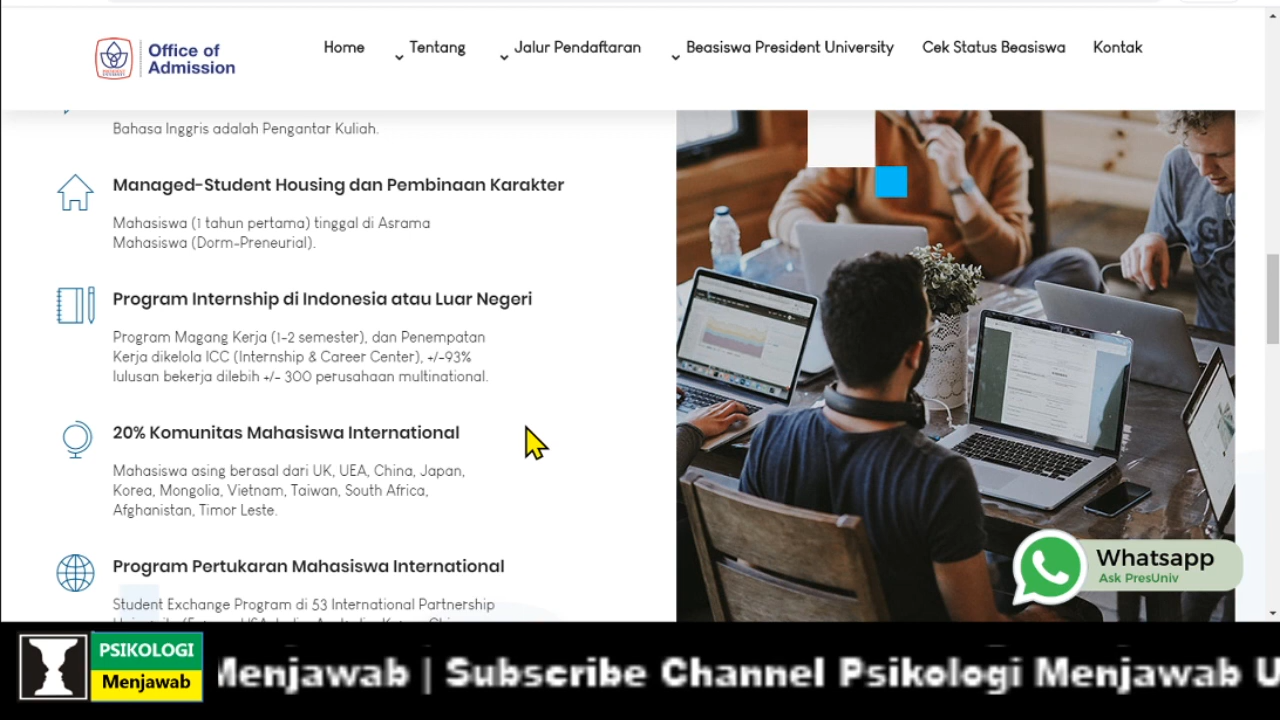 Office of
Admission
Home
Tentang
Jalur Pendaftaran
Beasiswa President University
Cek Status Beasiswa
Kontak
Bahasa Inggris adalah Pengantar Kuliah.
Managed-Student Housing dan Pembinaan Karakter
Mahasiswa (1 tahun pertama) tinggal di Asrama
Mahasiswa (Dorm-Preneurial).
Program Internship di Indonesia atau Luar Negeri
Program Magang Kerja (1-2 semester), dan Penempatan
Kerja dikelola ICC (Internship & Career Center), +/-93%
lulusan bekerja dilebih +/- 300 perusahaan multinational.
20% Komunitas Mahasiswa International
Mahasiswa asing berasal dari UK, UEA, China, Japan,
Korea, Mongolia, Vietnam, Taiwan, South Africa,
Afghanistan, Timor Leste.
Program Pertukaran Mahasiswa International
Student Exchange Program di 53 International Partnership
Whatsapp
Ask PresUniv
PSIKOLOGI
Menjawab
Menjawab | Subscribe Channel Psikologi Menjawab U